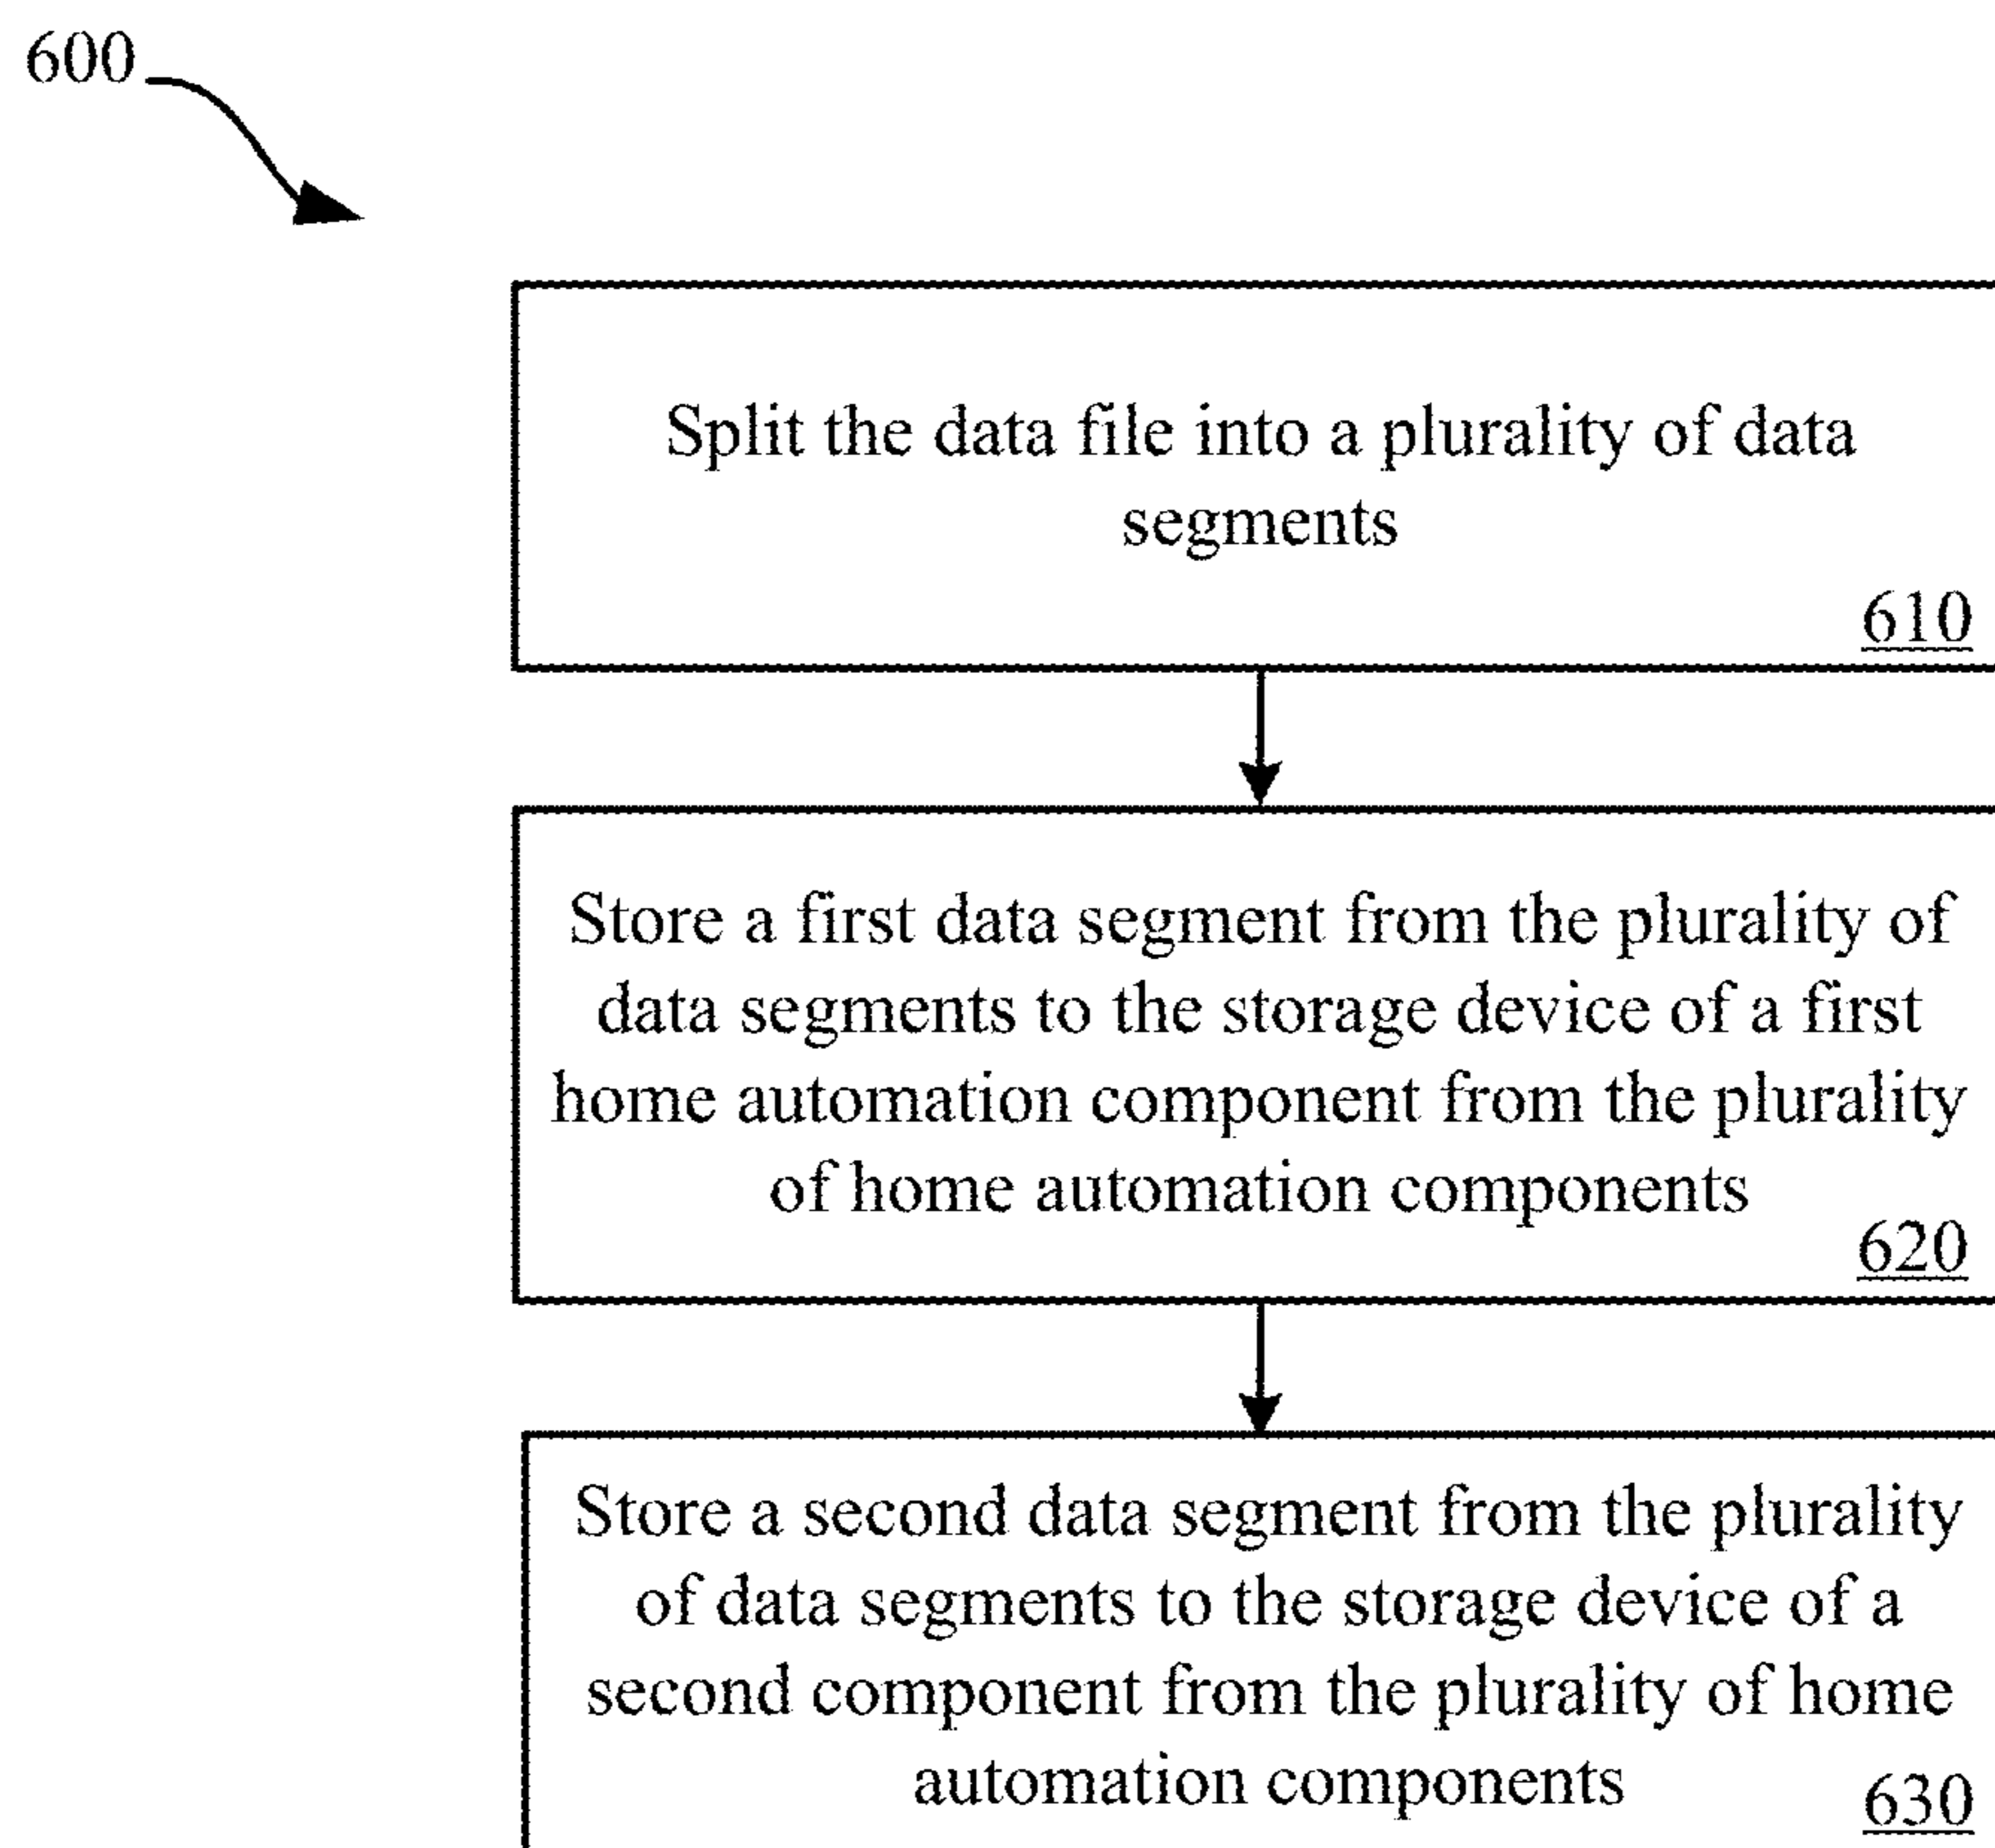 600
Split the data file into a plurality of data
segments
610
Store a first data segment from the plurality of
data segments to the storage device of a first
home automation component from the plurality
of home automation components
620
Store a second data segment from the plurality
of data segments to the storage device of a
second component from the plurality of home
automation components
630